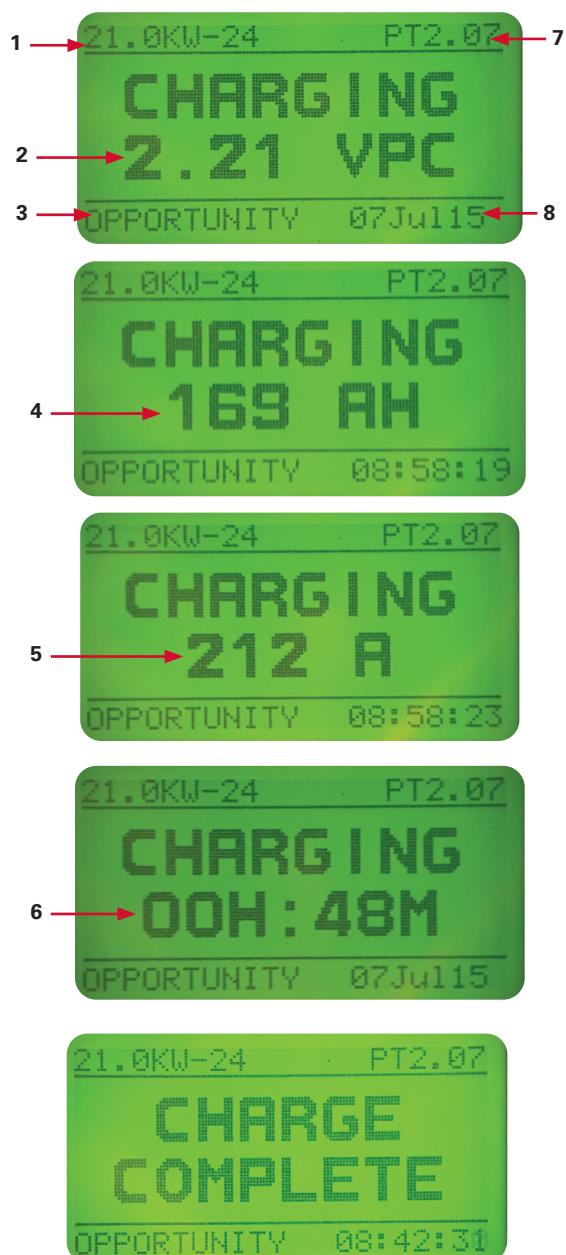 1 21.0KW-24 PT2.07 7
CHARGING
2 2.21 VPC
3 OPPORTUNITY 07Jul15 8
21.0KW-24 PT2.07
CHARGING
4 169 AH
OPPORTUNITY 08:58:19
21.0KW-24 PT2.07
CHARGING
5 212 A
OPPORTUNITY 08:58:23
21.0KW-24 PT2.07
CHARGING
6 00H:48M
OPPORTUNITY 07Jul15
21.0KW-24 PT2.07
CHARGE
COMPLETE
OPPORTUNITY 08:42:31